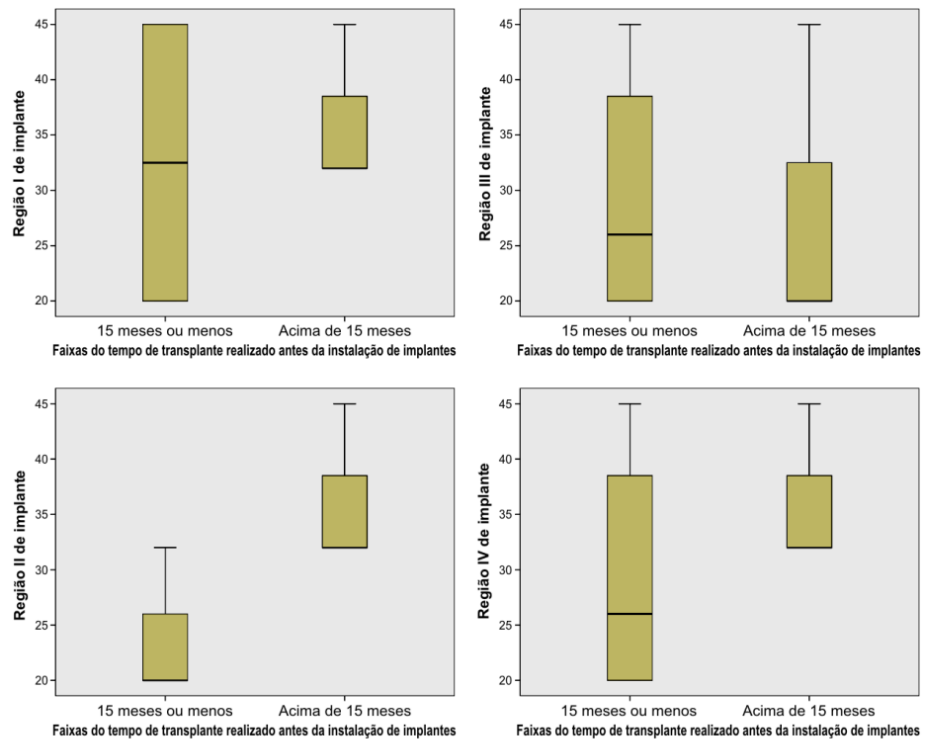 Região I de implante
45
40
35
30
25
20
15 meses ou menos
Acima de 15 meses
Faixas do tempo de transplante realizado antes da instalação de implantes
Região III de implante
45
40
35
30
25
20
15 meses ou menos
Acima de 15 meses
Faixas do tempo de transplante realizado antes da instalação de implantes
Região II de implante
45
40
35
30
25
20
15 meses ou menos
Acima de 15 meses
Faixas do tempo de transplante realizado antes da instalação de implantes
Região IV de implante
45
40
35
30
25
20
15 meses ou menos
Acima de 15 meses
Faixas do tempo de transplante realizado antes da instalação de implantes